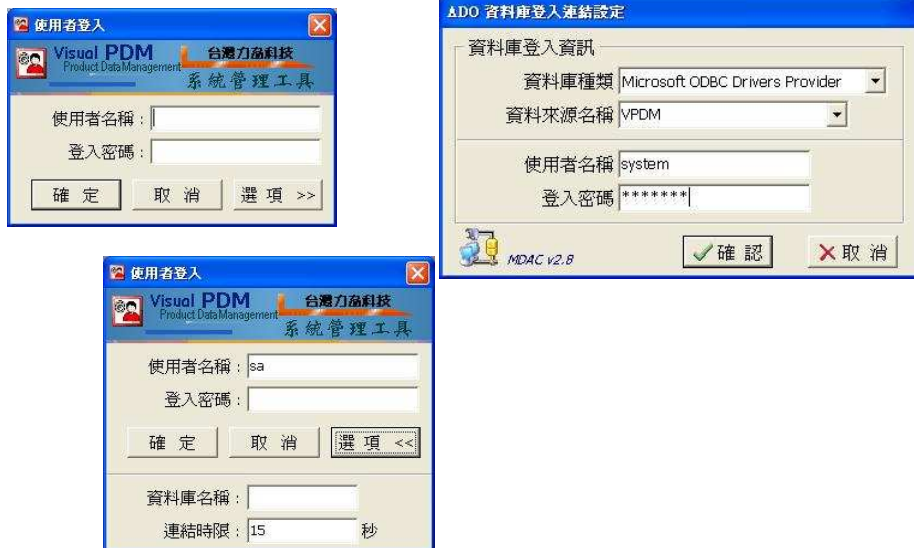 使用者登入
Visual PDM
Product Data Management
台灣力崙科技
系統管理工具
使用者名稱：
登入密碼：
確 定
取 消
選 項 >>
ADO 資料庫登入連結設定
資料庫登入資訊
資料庫種類 Microsoft ODBC Drivers Provider
資料來源名稱 VPDM
使用者名稱 system
登入密碼 *******
MDAC v2.8
確 認
取 消
使用者登入
Visual PDM
Product Data Management
台灣力崙科技
系統管理工具
使用者名稱：sa
登入密碼：
確 定
取 消
選 項 <<
資料庫名稱：
連結時限：15 秒